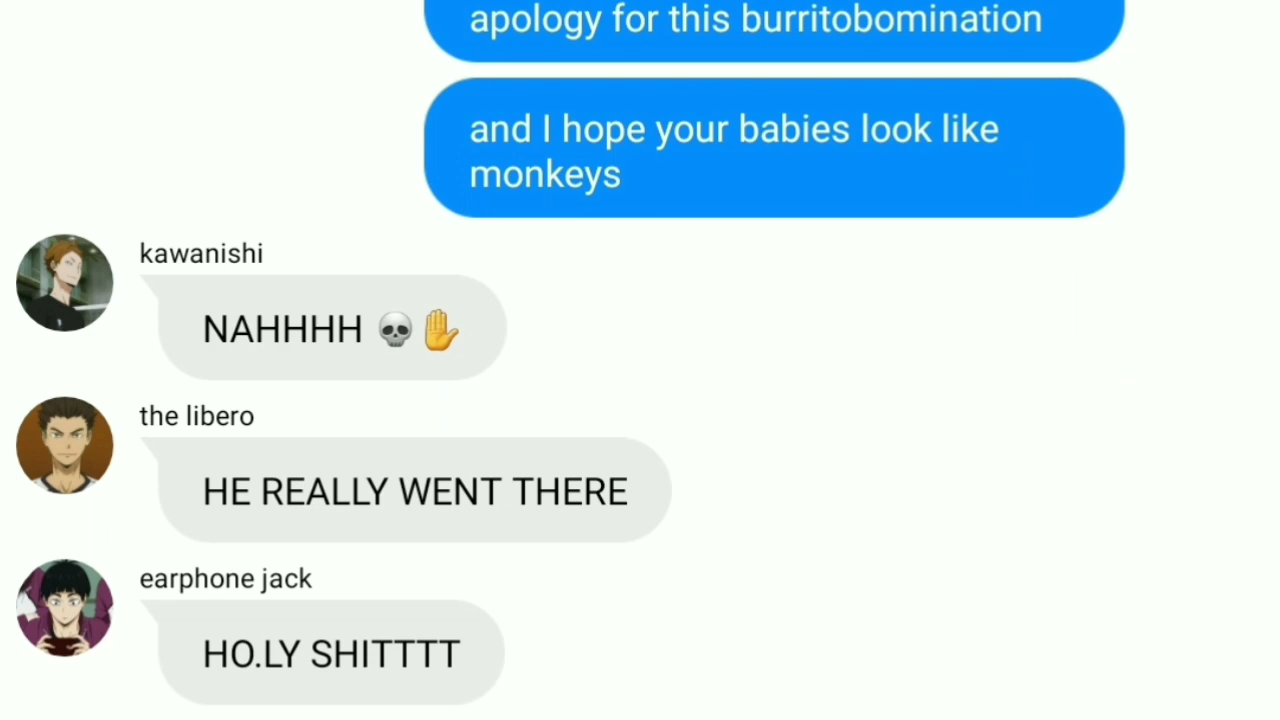 apology for this burritobomination
and I hope your babies look like
monkeys
kawanishi
NAHHHH 💀✋
the libero
HE REALLY WENT THERE
earphone jack
HO.LY SHITTTT